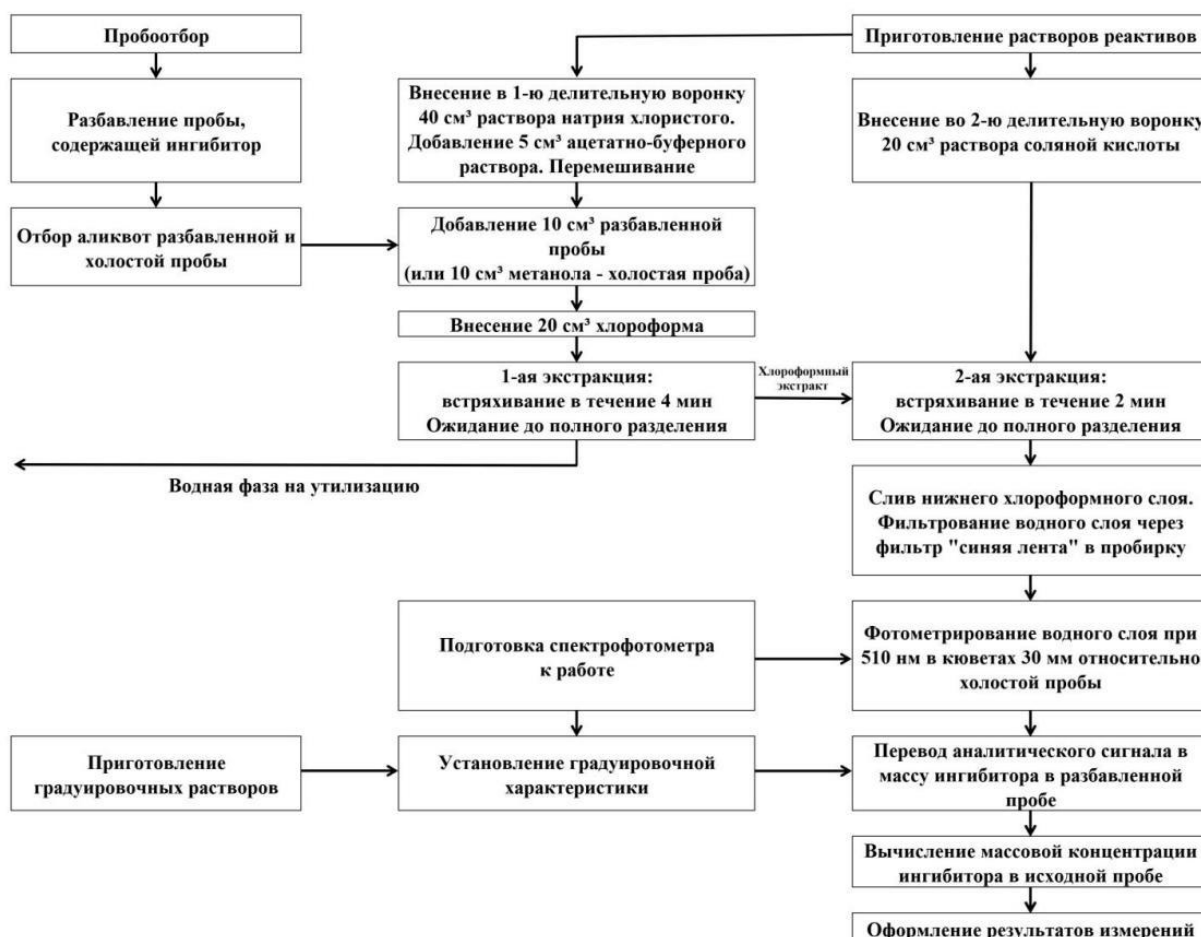 Пробоотбор
Приготовление растворов реактивов
Разбавление пробы,
содержащей ингибитор
Внесение в 1-ю делительную воронку
40 см³ раствора натрия хлористого.
Добавление 5 см³ ацетатно-буферного
раствора. Перемешивание
Внесение во 2-ю делительную воронку
20 см³ раствора соляной кислоты
Отбор аликвот разбавленной и
холостой пробы
Добавление 10 см³ разбавленной
пробы
(или 10 см³ метанола - холостая проба)
Внесение 20 см³ хлороформа
1-ая экстракция:
встряхивание в течение 4 мин
Ожидание до полного разделения
Хлороформный
экстракт
2-ая экстракция:
встряхивание в течение 2 мин
Ожидание до полного разделения
Водная фаза на утилизацию
Слив нижнего хлороформного слоя.
Фильтрование водного слоя через
фильтр "синяя лента" в пробирку
Подготовка спектрофотометра
к работе
Фотометрирование водного слоя при
510 нм в кюветах 30 мм относительно
холостой пробы
Приготовление
градуировочных растворов
Установление градуировочной
характеристики
Перевод аналитического сигнала в
массу ингибитора в разбавленной
пробе
Вычисление массовой концентрации
ингибитора в исходной пробе
Оформление результатов измерений